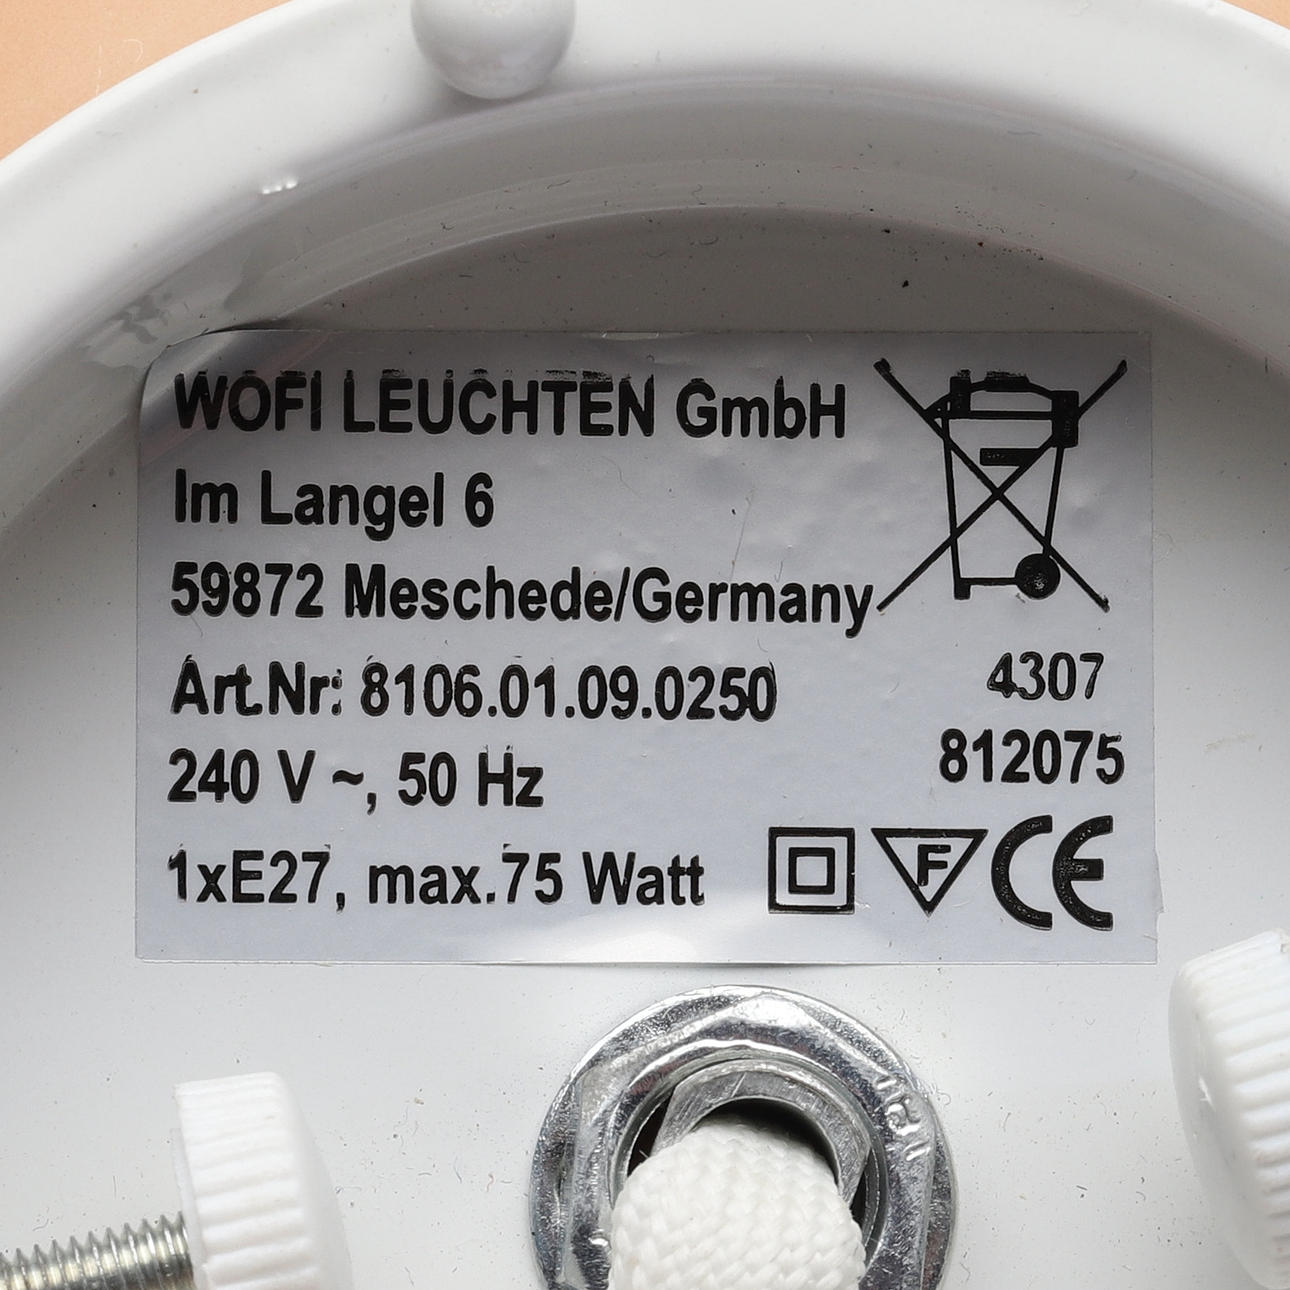 WOFI LEUCHTEN GmbH
Im Langel 6
59872 Meschede/Germany
Art.Nr: 8106.01.09.0250
4307
240 V ~, 50 Hz
812075
1xE27, max.75 Watt
F CE